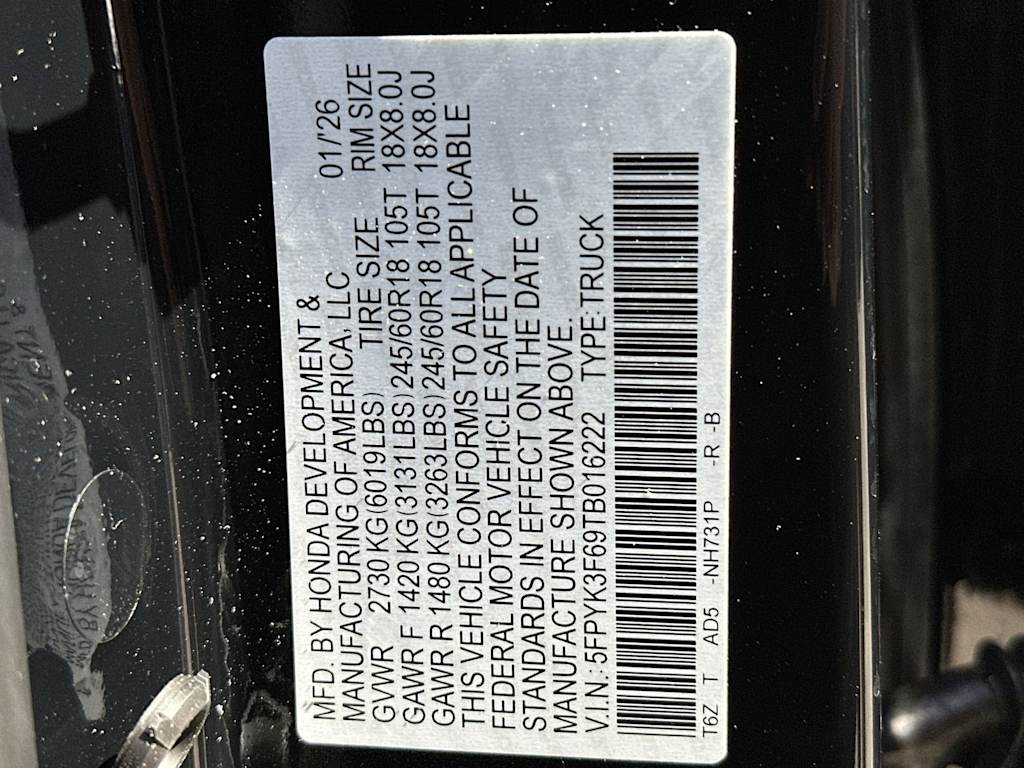 MFD. BY HONDA DEVELOPMENT &
MANUFACTURING OF AMERICA, LLC 01/'26
GVWR 2730 KG(6019LBS) TIRE SIZE RIM SIZE
GAWR F 1420 KG(3131LBS) 245/60R18 105T 18X8.0J
GAWR R 1480 KG(3263LBS) 245/60R18 105T 18X8.0J
THIS VEHICLE CONFORMS TO ALL APPLICABLE
FEDERAL MOTOR VEHICLE SAFETY
STANDARDS IN EFFECT ON THE DATE OF
MANUFACTURE SHOWN ABOVE.
V.I.N.: 5FPYK3F69TB016222 TYPE:TRUCK
T6Z T AD5 -NH731P -R -B